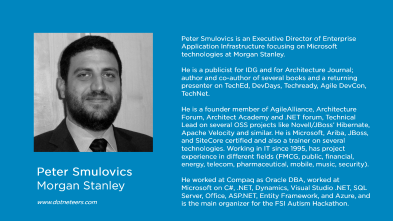 Peter Smulovics is an Executive Director of Enterprise
Application Infrastructure focusing on Microsoft
technologies at Morgan Stanley.
He is a publicist for IDG and for Architecture Journal;
author and co-author of several books and a returning
presenter on TechEd, DevDays, Techready, Agile DevCon,
TechNet.
He is a founder member of AgileAlliance, Architecture
Forum, Architect Academy and .NET forum, Technical
Lead on several OSS projects like Novell/JBoss' Hibernate,
Apache Velocity and similar. He is Microsoft, Ariba, JBoss,
and SiteCore certified and also a trainer on several
technologies. Working in IT since 1995, has project
experience in different fields (FMCG, public, financial,
energy, telecom, pharmaceutical, mobile, music, security).
He worked at Compaq as Oracle DBA, worked at
Microsoft on C#, .NET, Dynamics, Visual Studio .NET, SQL
Server, Office, ASP.NET, Entity Framework, and Azure, and
is the main organizer for the FSI Autism Hackathon.
Peter Smulovics
Morgan Stanley
www.dotneteers.com